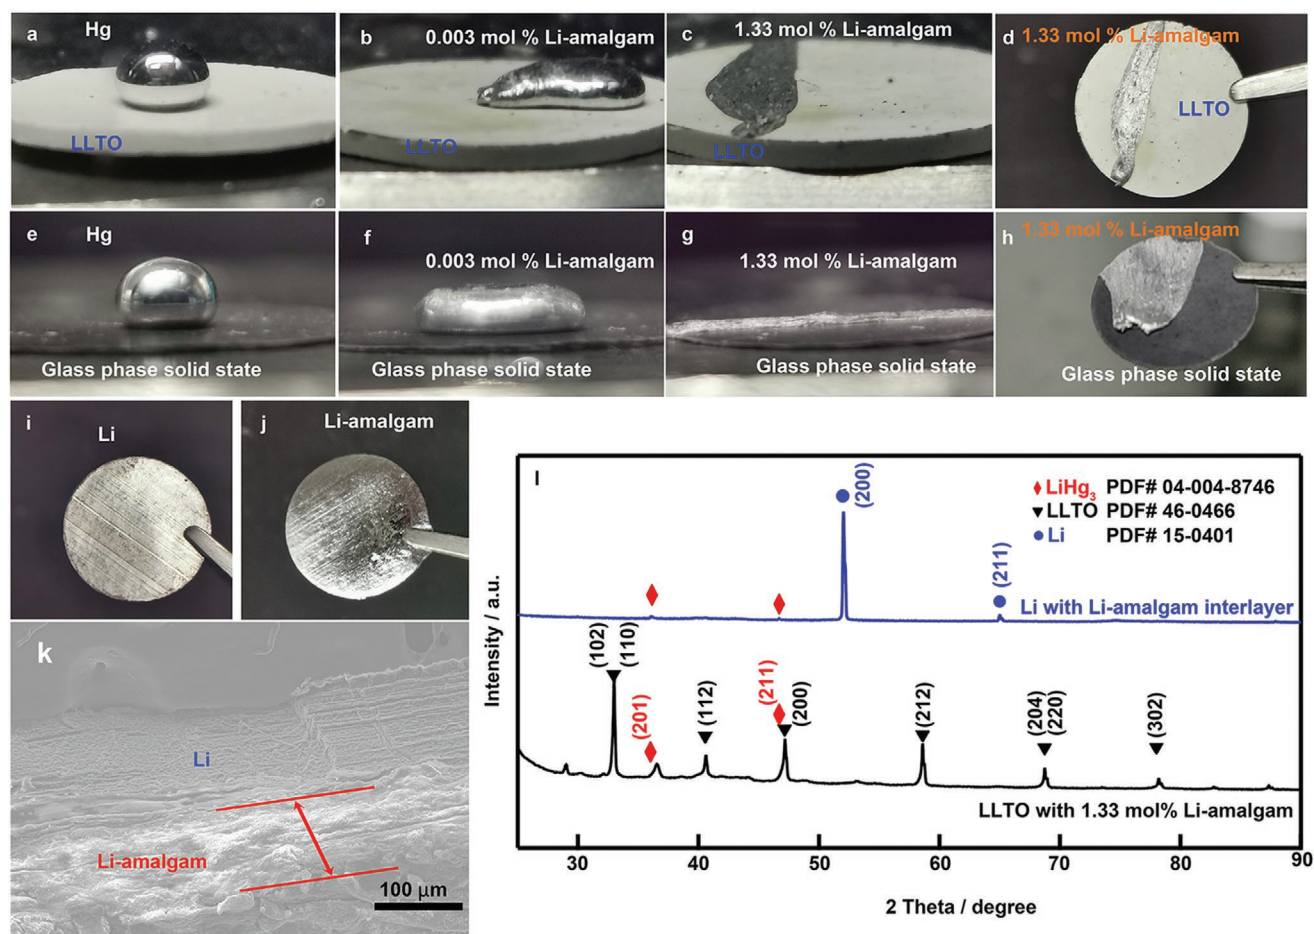 a
Hg
LLTO
b
0.003 mol % Li-amalgam
LLTO
c
1.33 mol % Li-amalgam
LLTO
d
1.33 mol % Li-amalgam
LLTO
e
Hg
Glass phase solid state
f
0.003 mol % Li-amalgam
Glass phase solid state
g
1.33 mol % Li-amalgam
Glass phase solid state
h
1.33 mol % Li-amalgam
Glass phase solid state
i
Li
j
Li-amalgam
k
Li
Li-amalgam
100 μm
l
LiHg3 PDF# 04-004-8746
LLTO PDF# 46-0466
Li PDF# 15-0401
(200)
(211)
Li with Li-amalgam interlayer
(102)
(110)
(201)
(112)
(211)
(200)
(212)
(204)
(220)
(302)
LLTO with 1.33 mol% Li-amalgam
Intensity / a.u.
30 40 50 60 70 80 90
2 Theta / degree